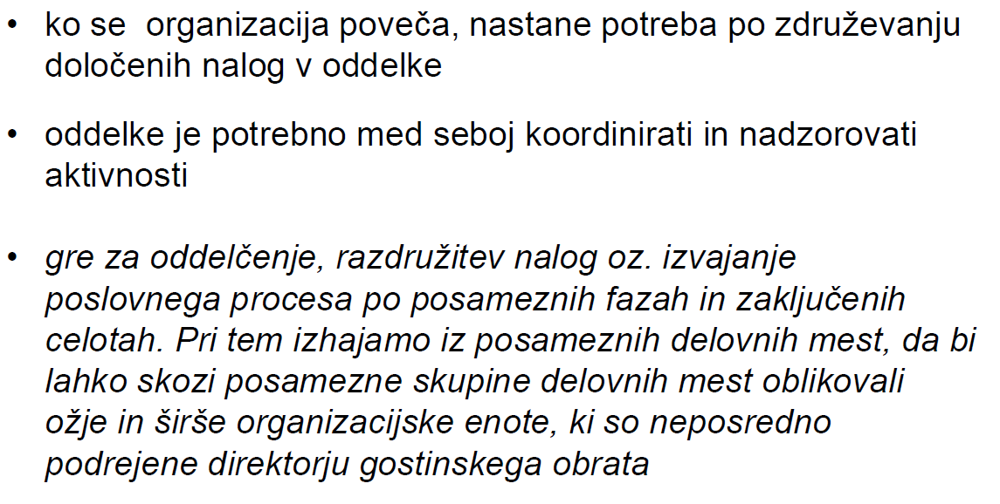 • ko se  organizacija poveča, nastane potreba po združevanju
določenih nalog v oddelke
• oddelke je potrebno med seboj koordinirati in nadzorovati
aktivnosti
• gre za oddelčenje, razdružitev nalog oz. izvajanje
poslovnega procesa po posameznih fazah in zaključenih
celotah. Pri tem izhajamo iz posameznih delovnih mest, da bi
lahko skozi posamezne skupine delovnih mest oblikovali
ožje in širše organizacijske enote, ki so neposredno
podrejene direktorju gostinskega obrata